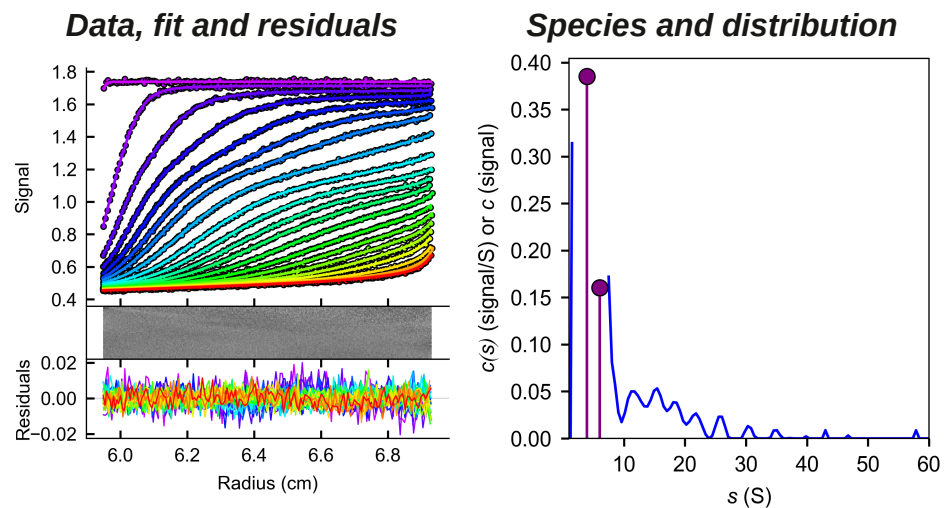 Data, fit and residuals
Species and distribution
1.8
1.6
1.4
1.2
1.0
0.8
0.6
0.4
Signal
0.02
0.00
−0.02
Residuals
6.0 6.2 6.4 6.6 6.8
Radius (cm)
0.40
0.35
0.30
0.25
0.20
0.15
0.10
0.05
0.00
c(s) (signal/S) or c (signal)
10 20 30 40 50 60
s (S)